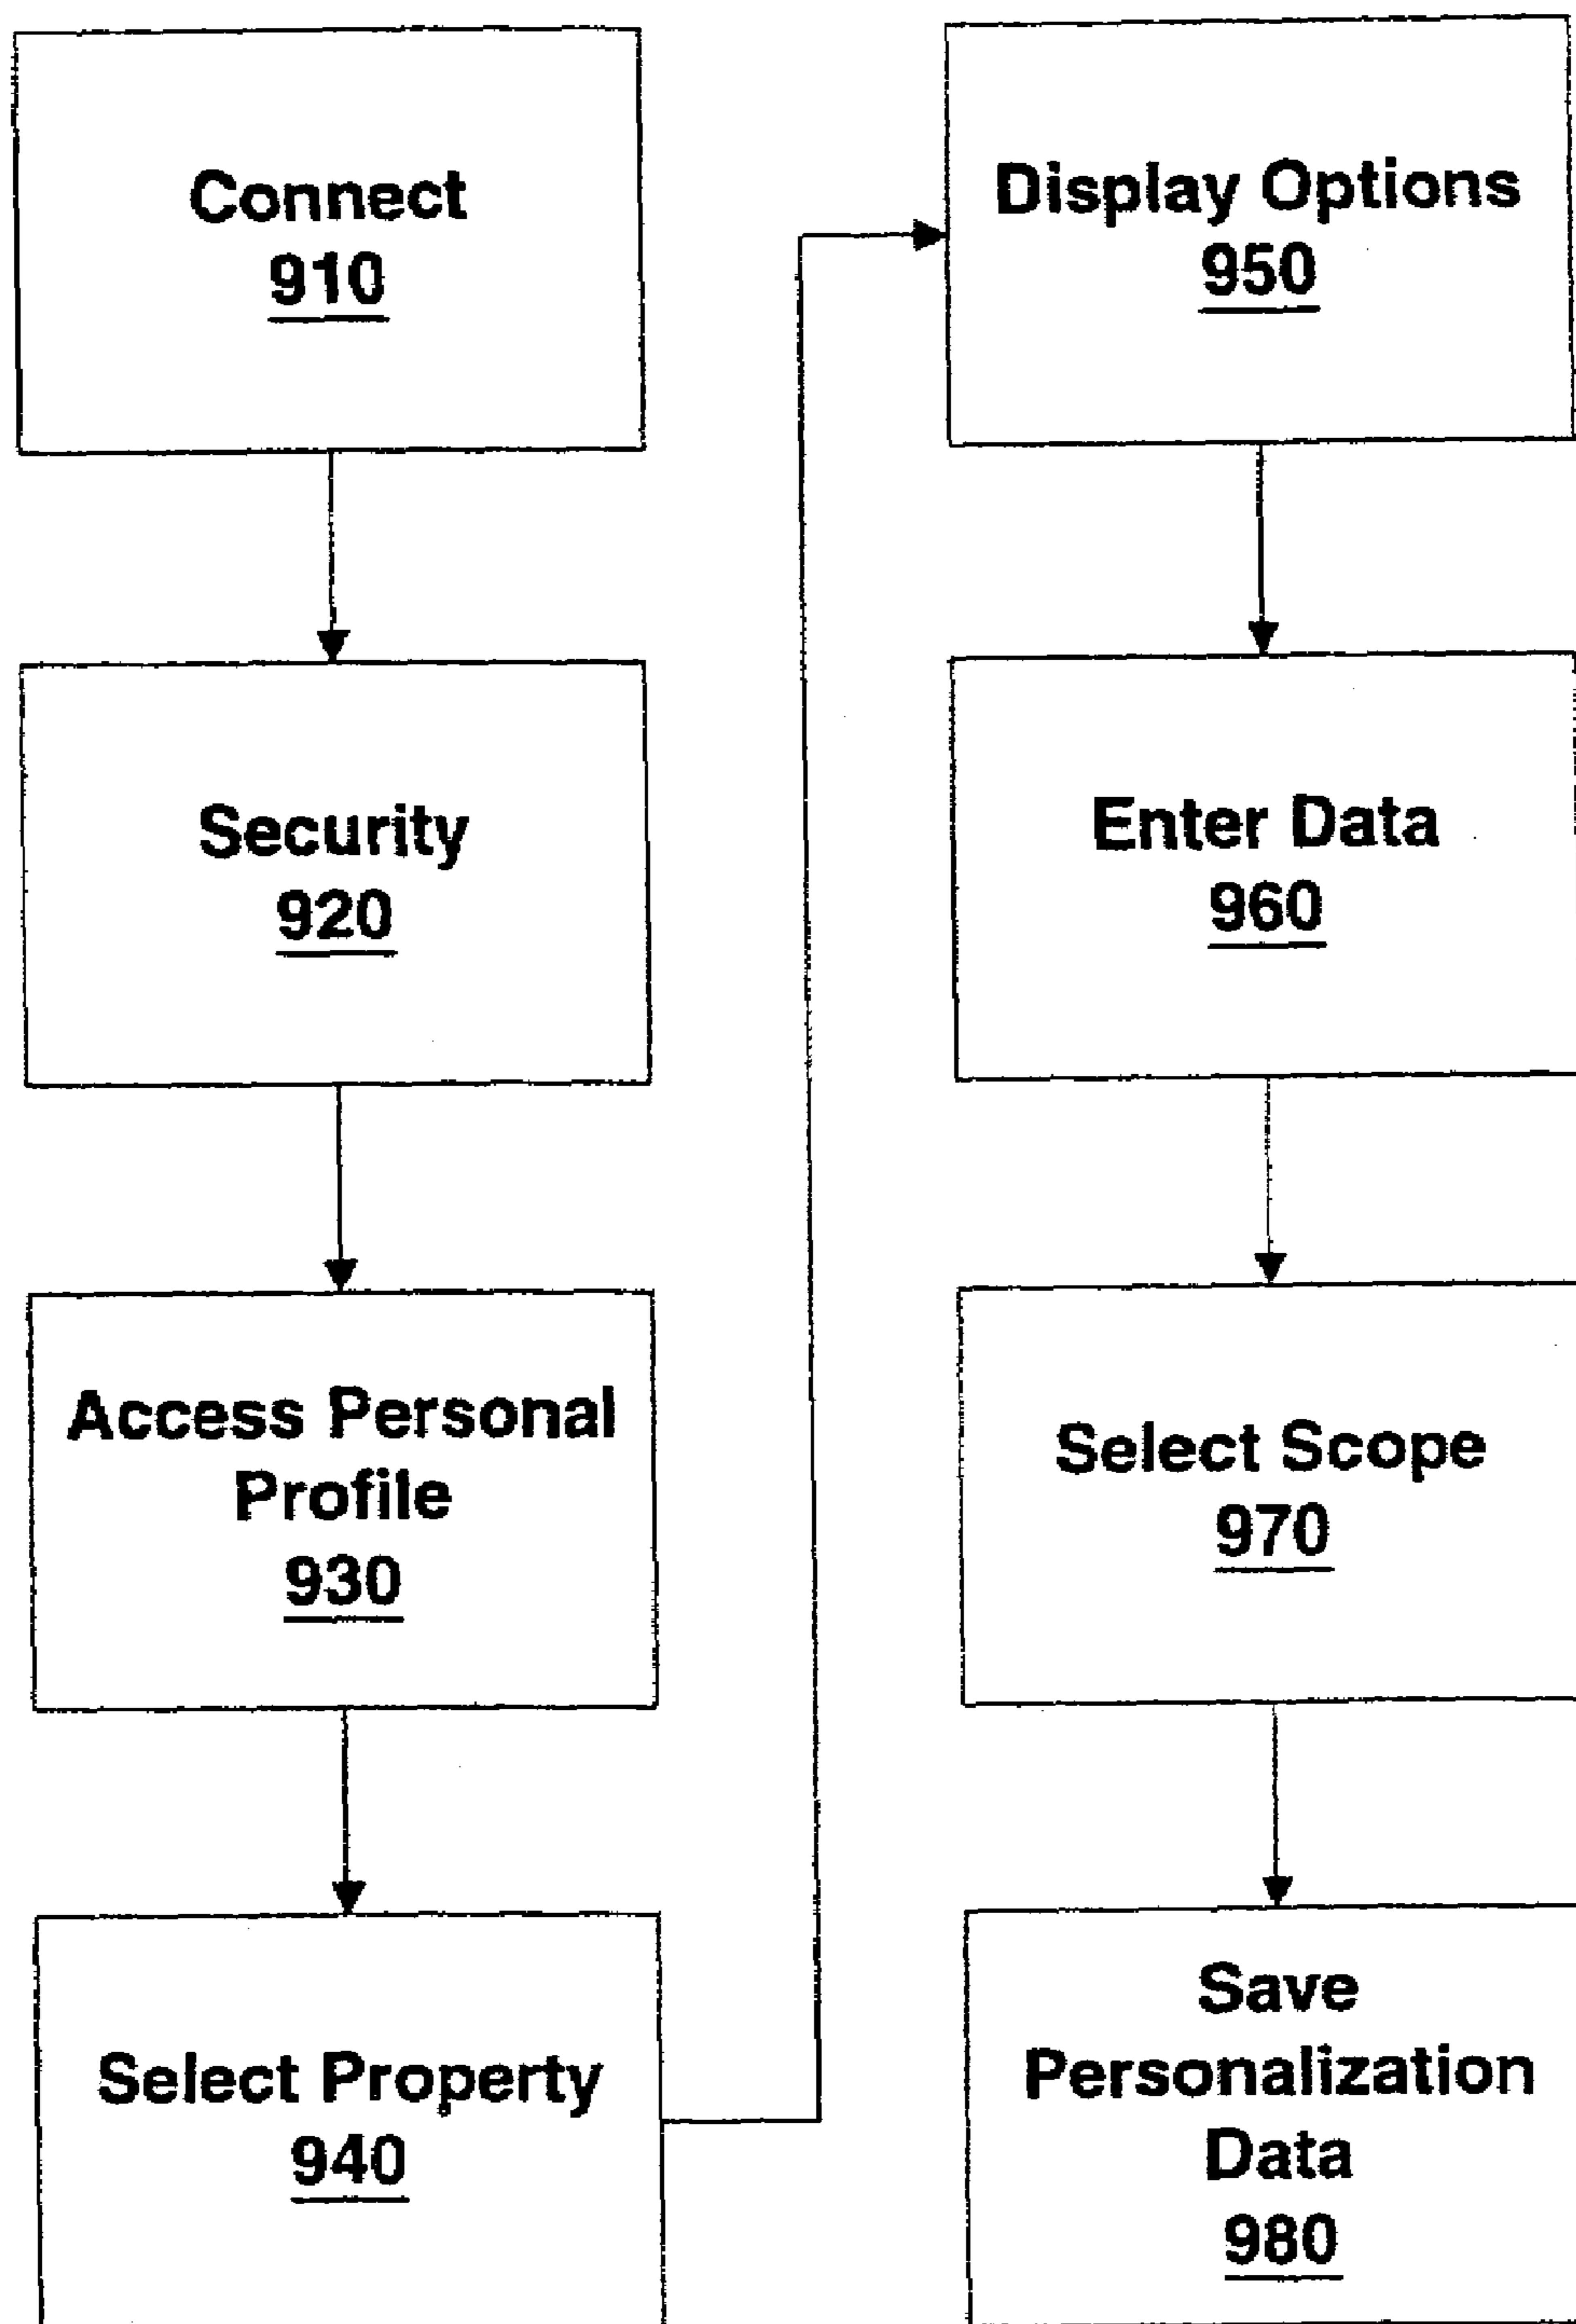 Connect
910
Security
920
Access Personal
Profile
930
Select Property
940
Display Options
950
Enter Data
960
Select Scope
970
Save
Personalization
Data
980